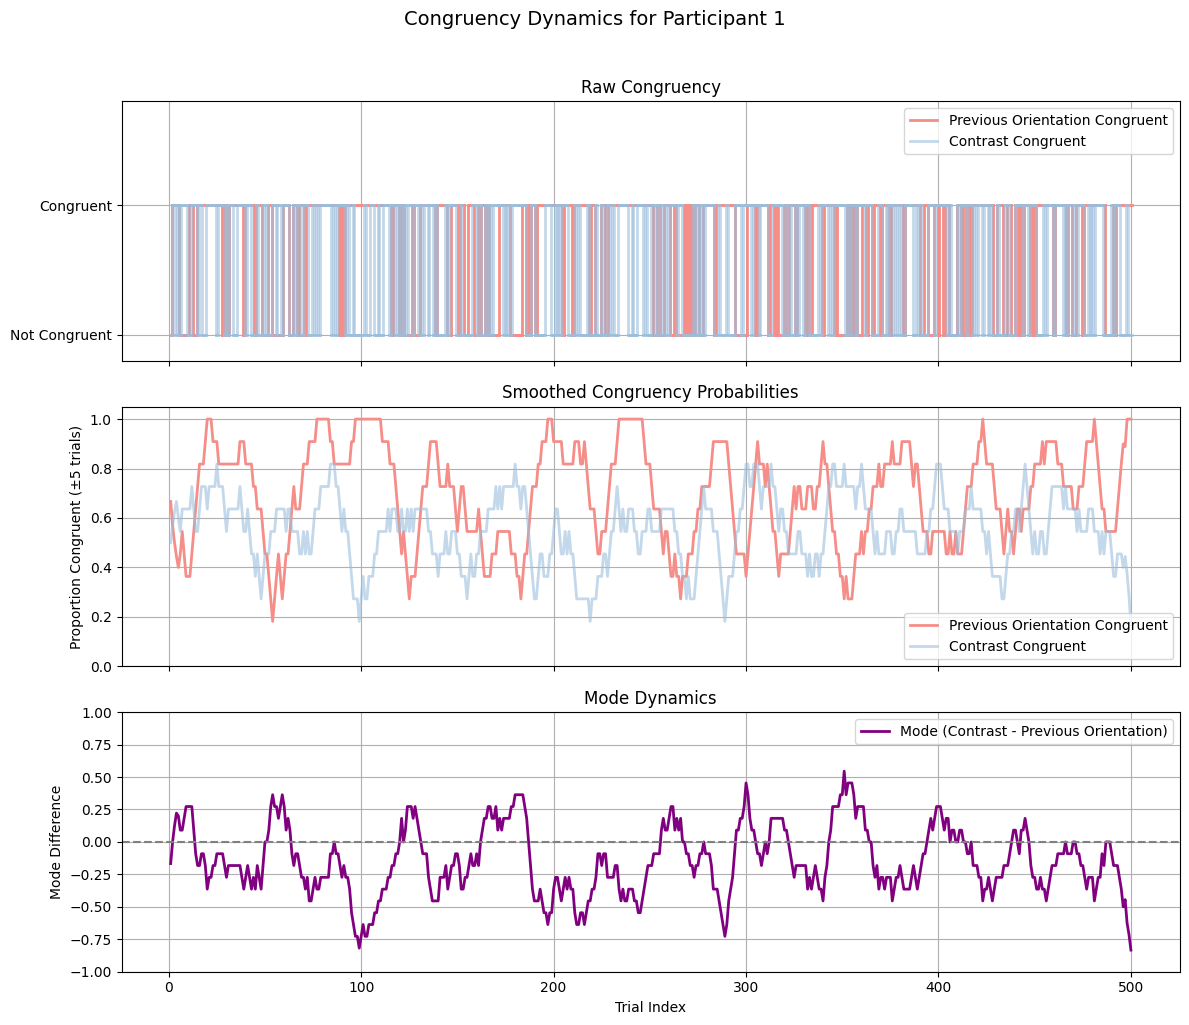 Congruency Dynamics for Participant 1
Raw Congruency
Previous Orientation Congruent
Contrast Congruent
Congruent
Not Congruent
Smoothed Congruency Probabilities
Proportion Congruent (±5 trials)
1.0
0.8
0.6
0.4
0.2
0.0
Previous Orientation Congruent
Contrast Congruent
Mode Dynamics
Mode Difference
1.00
0.75
0.50
0.25
0.00
−0.25
−0.50
−0.75
−1.00
Mode (Contrast - Previous Orientation)
0 100 200 300 400 500
Trial Index